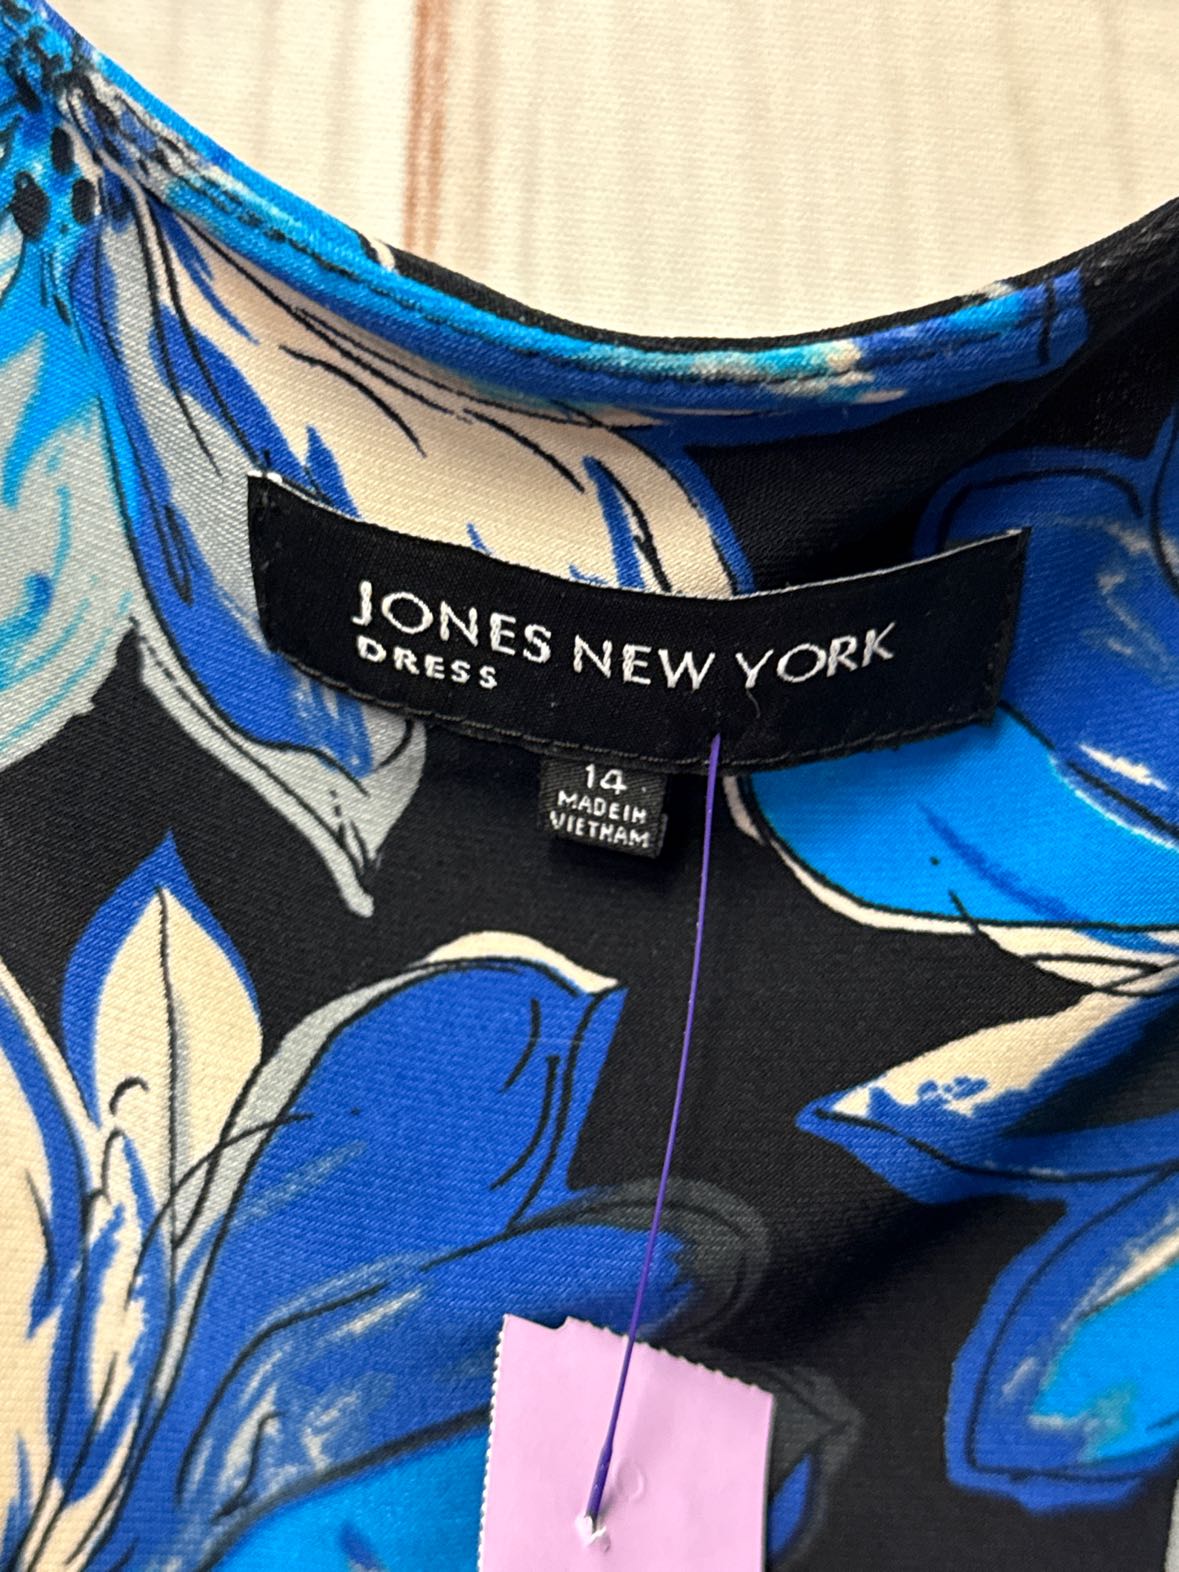 JONES NEW YORK
DRESS
14
MADE IN
VIETNAM